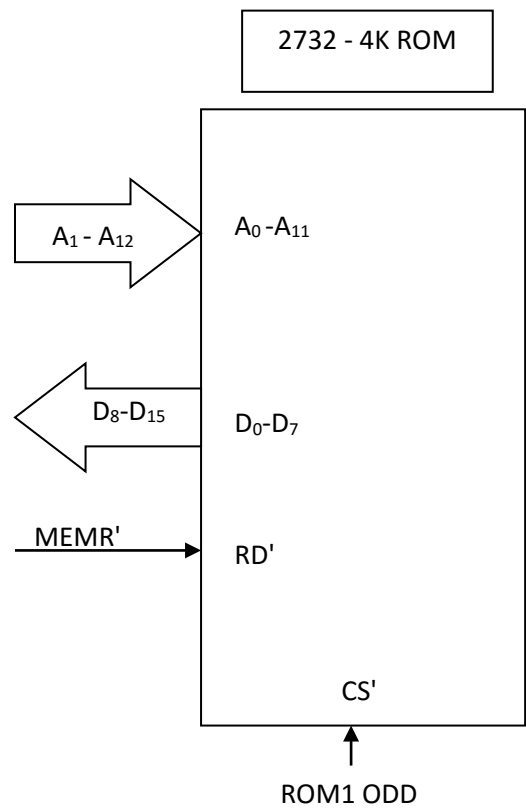 2732 - 4K ROM
A₁ - A₁₂
A₀ -A₁₁
D₈-D₁₅
D₀-D₇
MEMR'
RD'
CS'
ROM1 ODD